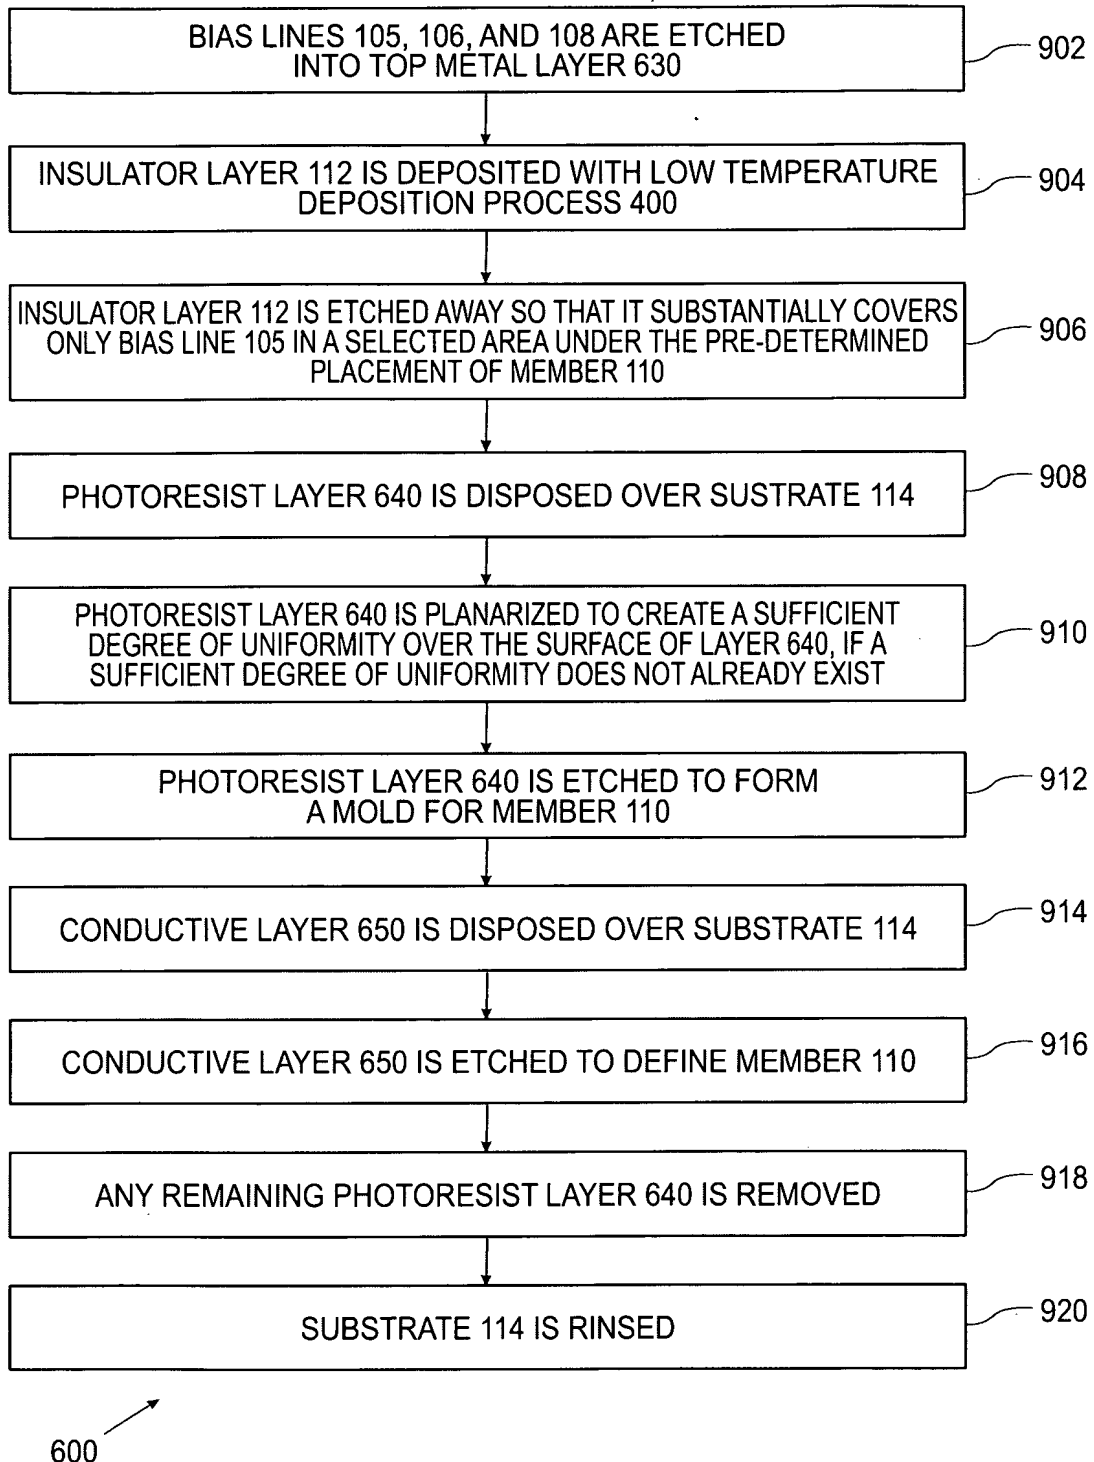 BIAS LINES 105, 106, AND 108 ARE ETCHED
INTO TOP METAL LAYER 630
902
INSULATOR LAYER 112 IS DEPOSITED WITH LOW TEMPERATURE
DEPOSITION PROCESS 400
904
INSULATOR LAYER 112 IS ETCHED AWAY SO THAT IT SUBSTANTIALLY COVERS
ONLY BIAS LINE 105 IN A SELECTED AREA UNDER THE PRE-DETERMINED
PLACEMENT OF MEMBER 110
906
PHOTORESIST LAYER 640 IS DISPOSED OVER SUSTRATE 114
908
PHOTORESIST LAYER 640 IS PLANARIZED TO CREATE A SUFFICIENT
DEGREE OF UNIFORMITY OVER THE SURFACE OF LAYER 640, IF A
SUFFICIENT DEGREE OF UNIFORMITY DOES NOT ALREADY EXIST
910
PHOTORESIST LAYER 640 IS ETCHED TO FORM
A MOLD FOR MEMBER 110
912
CONDUCTIVE LAYER 650 IS DISPOSED OVER SUBSTRATE 114
914
CONDUCTIVE LAYER 650 IS ETCHED TO DEFINE MEMBER 110
916
ANY REMAINING PHOTORESIST LAYER 640 IS REMOVED
918
SUBSTRATE 114 IS RINSED
920
600